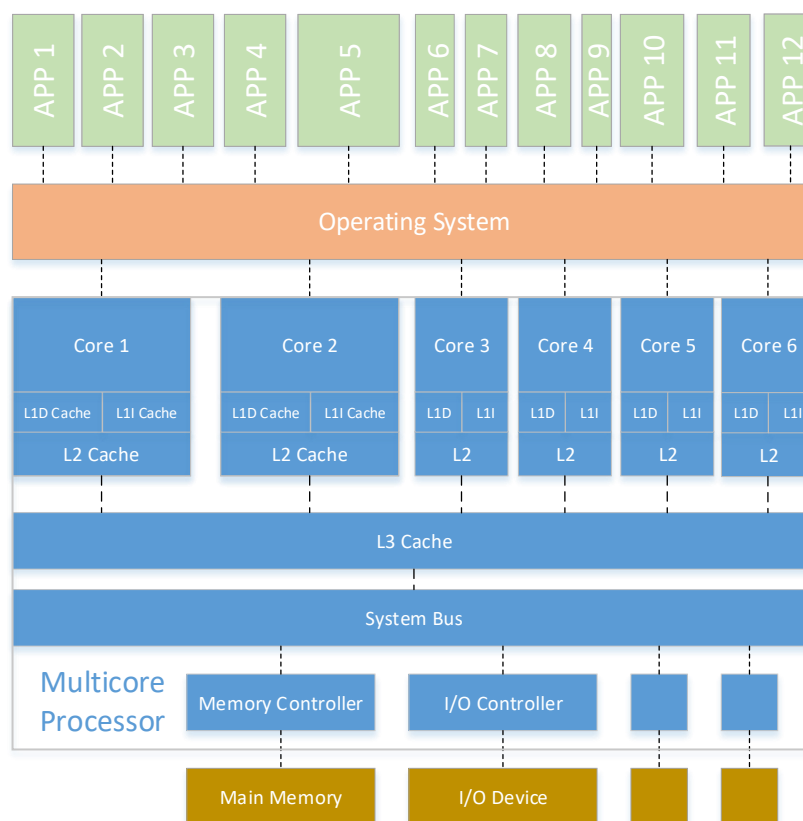 APP 1
APP 2
APP 3
APP 4
APP 5
APP 6
APP 7
APP 8
APP 9
APP 10
APP 11
APP 12
Operating System
Core 1
Core 2
Core 3
Core 4
Core 5
Core 6
L1D Cache
L1I Cache
L1D Cache
L1I Cache
L1D
L1I
L1D
L1I
L1D
L1I
L1D
L1I
L2 Cache
L2 Cache
L2
L2
L2
L2
L3 Cache
System Bus
Multicore
Processor
Memory Controller
I/O Controller
Main Memory
I/O Device